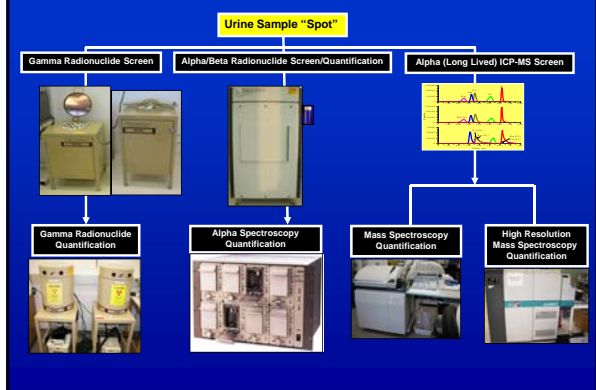 Urine Sample “Spot”
Gamma Radionuclide Screen
Alpha/Beta Radionuclide Screen/Quantification
Alpha (Long Lived) ICP-MS Screen
Gamma Radionuclide
Quantification
Alpha Spectroscopy
Quantification
Mass Spectroscopy
Quantification
High Resolution
Mass Spectroscopy
Quantification